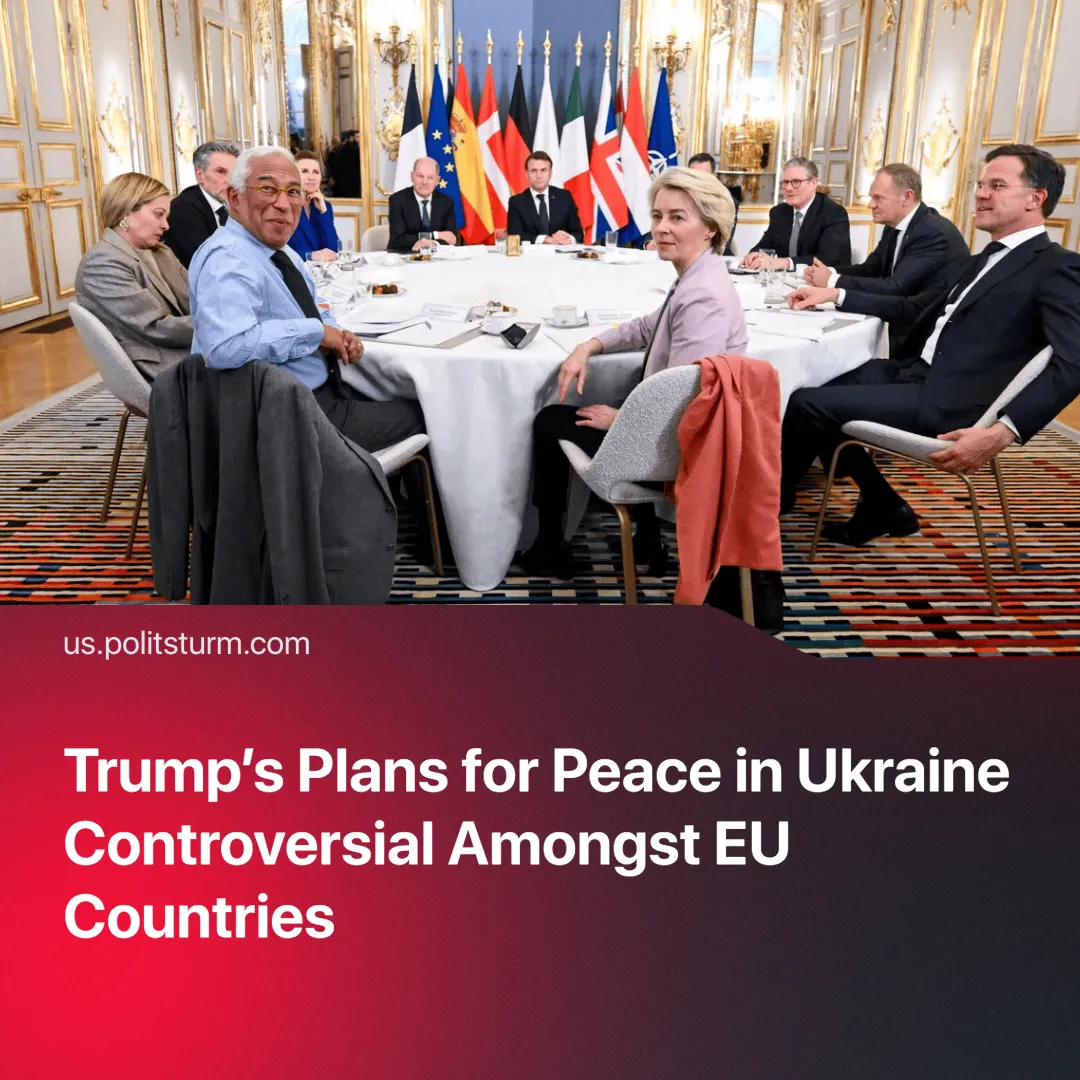 us.politsturm.com
Trump’s Plans for Peace in Ukraine
Controversial Amongst EU
Countries